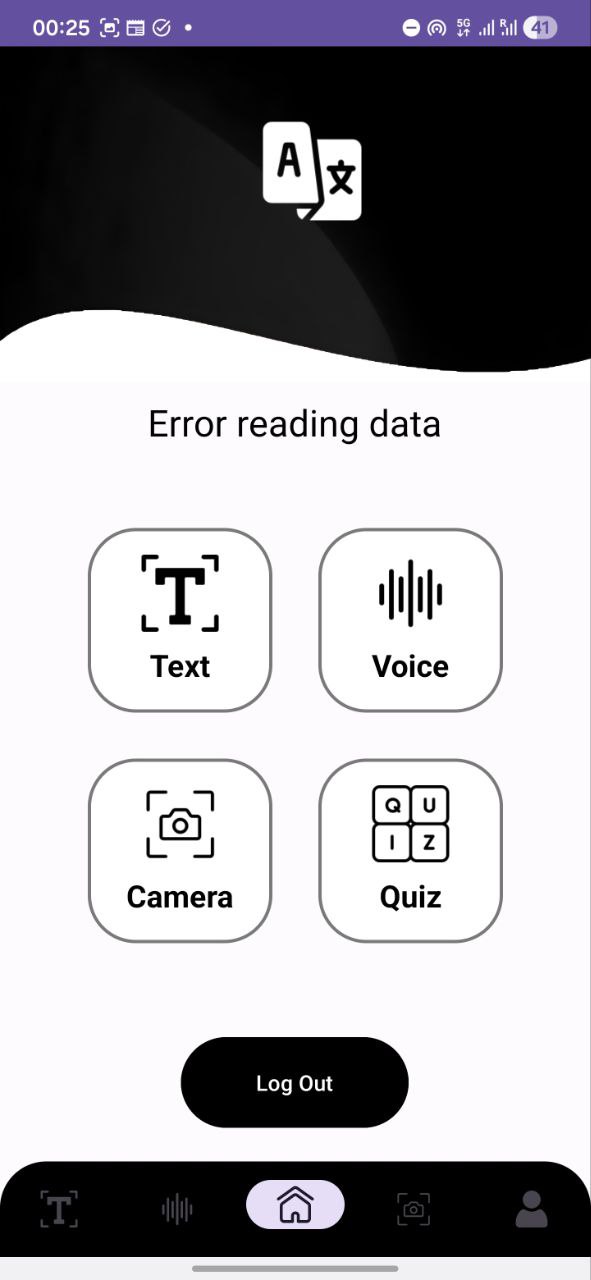 00:25
5G
R
41
A
文
Error reading data
T
Text
Voice
Camera
Q U
I Z
Quiz
Log Out
T